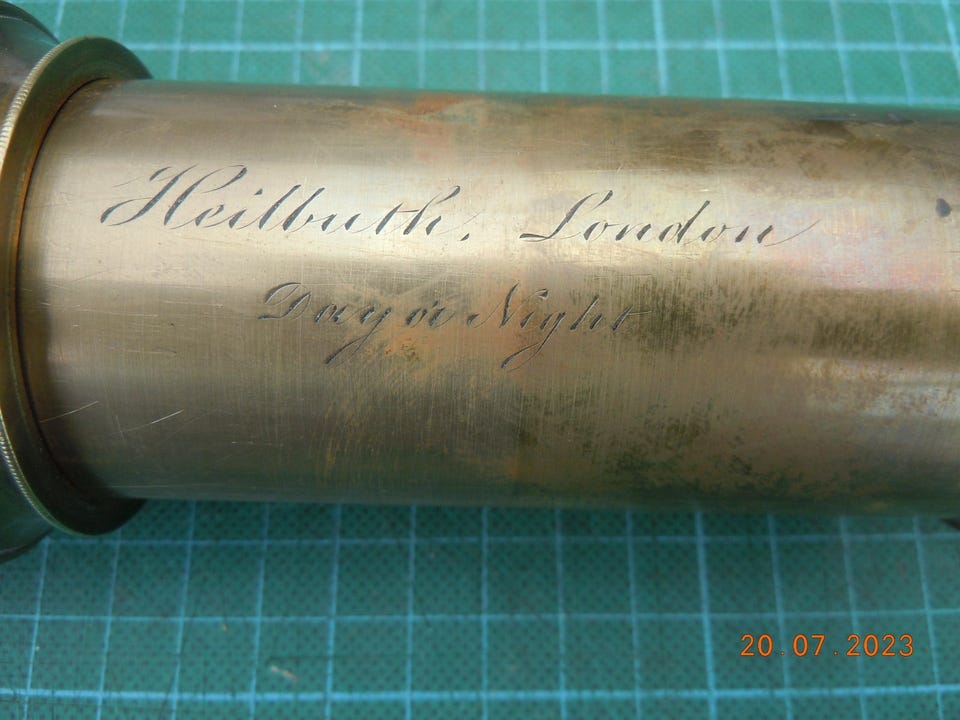 Heilbuth, London
Day or Night
20.07.2023